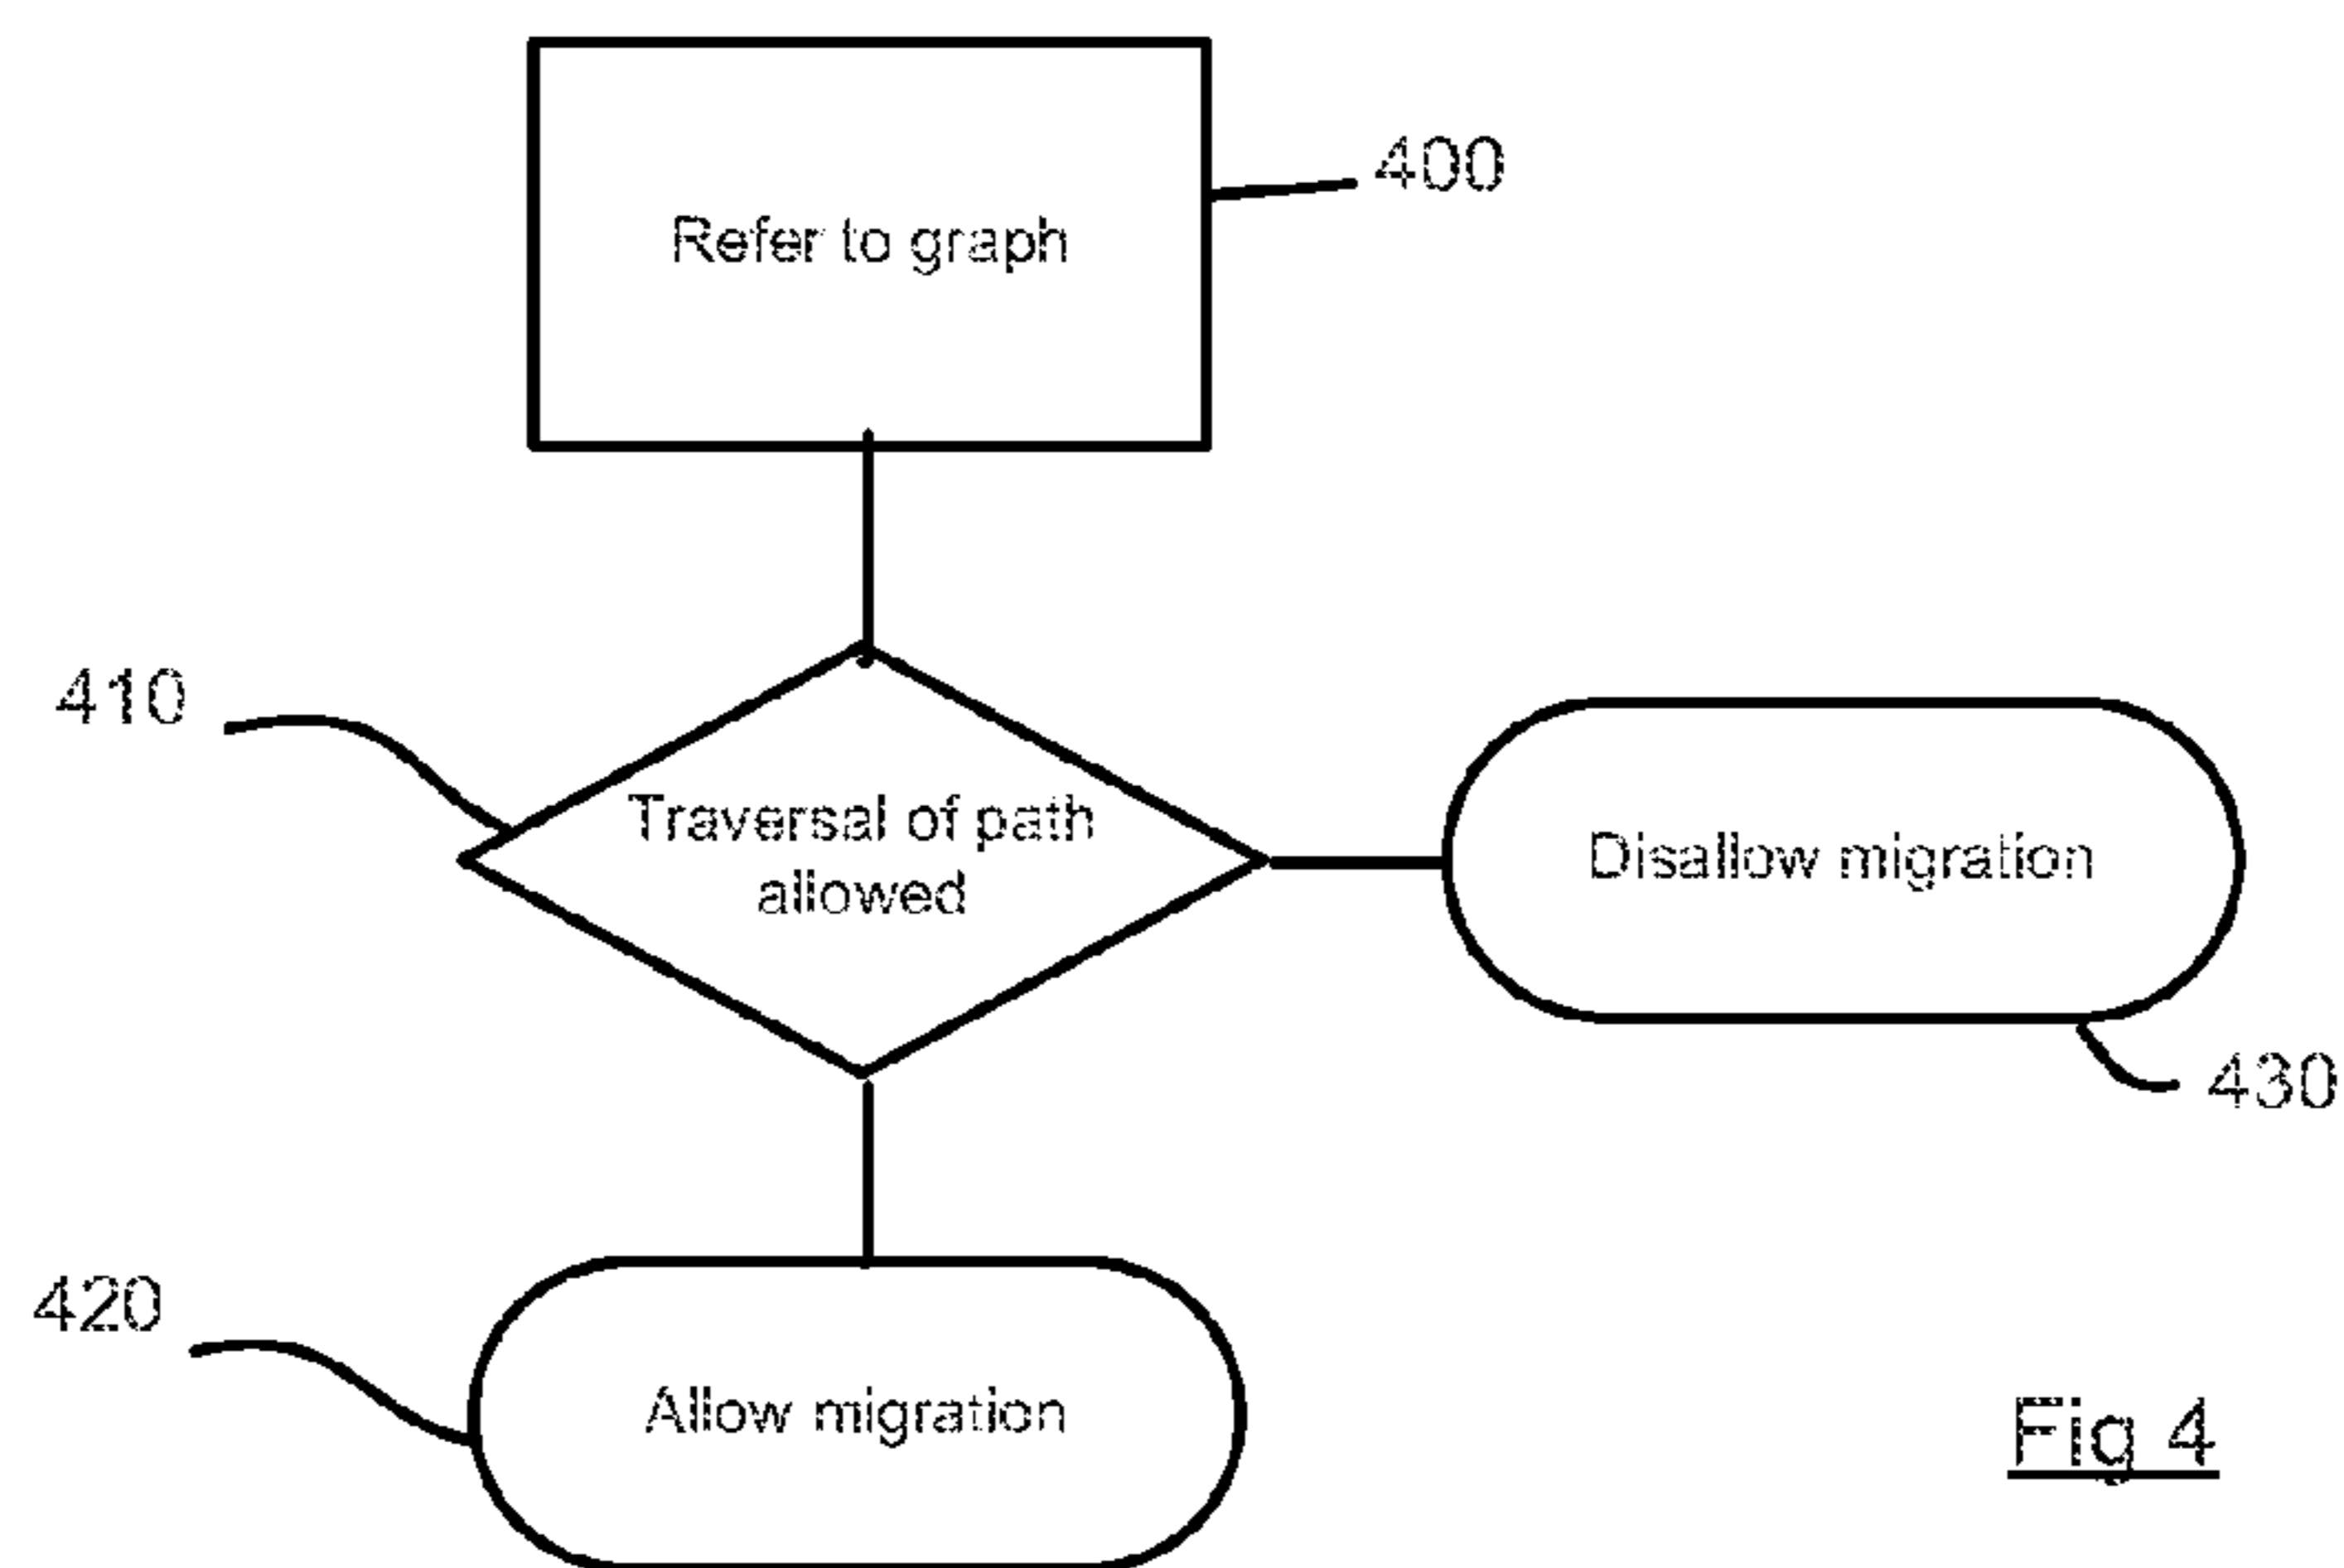 400
Refer to graph
410
Traversal of path
allowed
Disallow migration
430
420
Allow migration
Fig 4